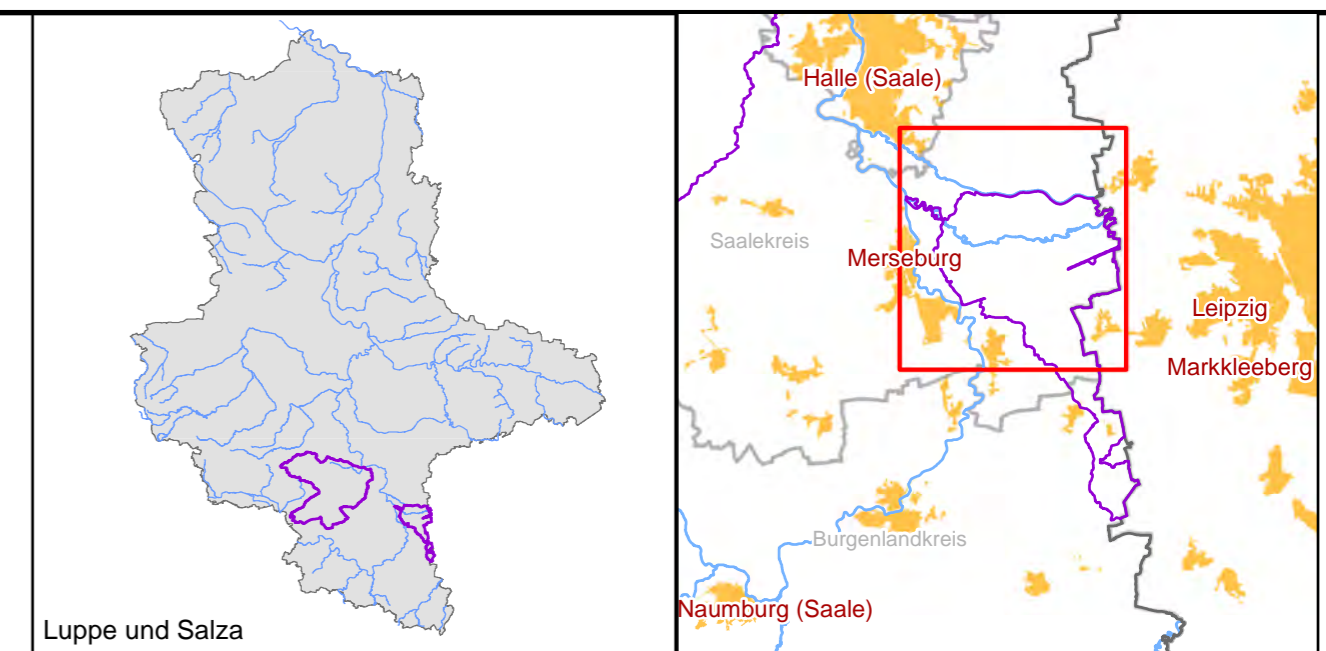 Luppe und Salza
Halle (Saale)
Saalekreis
Merseburg
Leipzig
Markkleeberg
Burgenlandkreis
Naumburg (Saale)